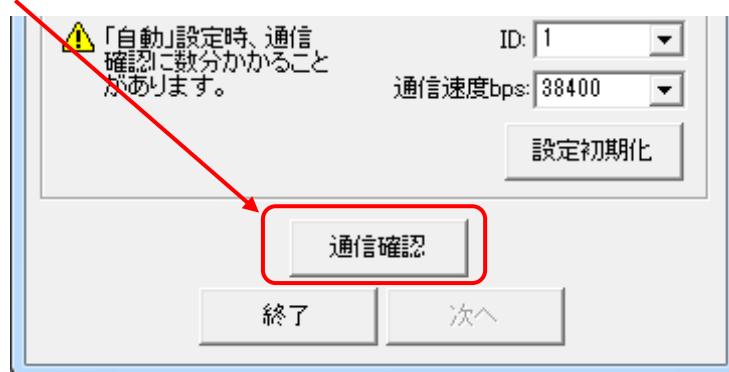 「自動」設定時、通信
確認に数分かかること
があります。
ID: 1
通信速度bps: 38400
設定初期化
通信確認
終了
次へ